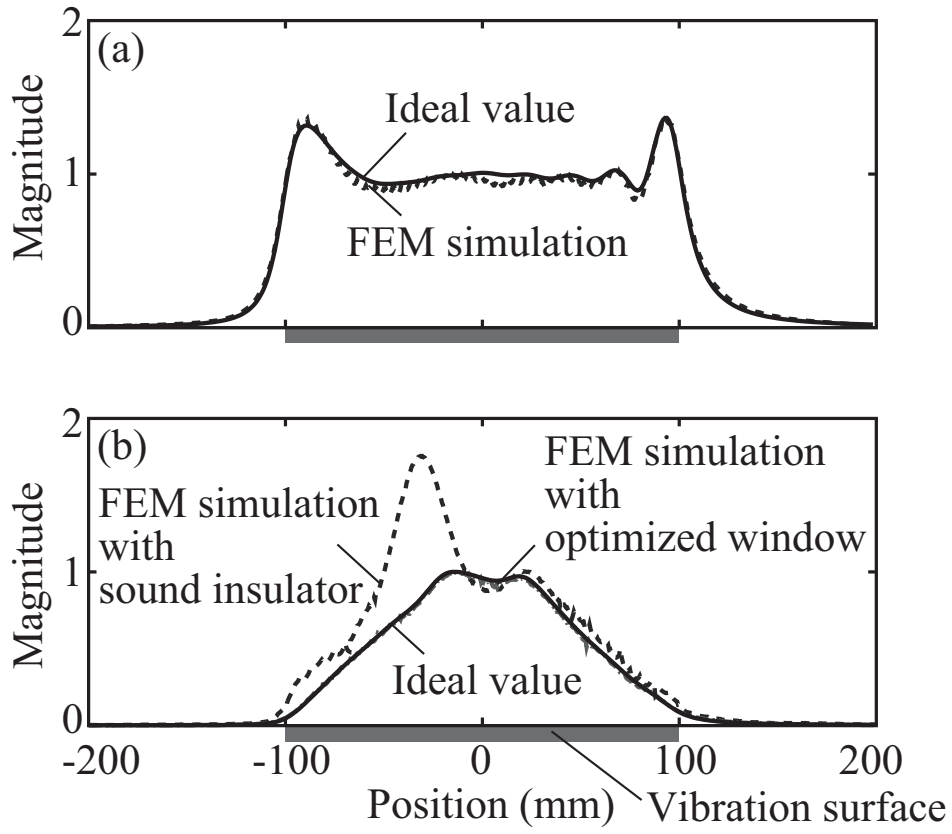 2
(a)
Ideal value
1
Magnitude
FEM simulation
0
2
(b)
FEM simulation
with
optimized window
FEM simulation
with
sound insulator
1
Magnitude
Ideal value
0
-200 -100 0 100 200
Position (mm)
Vibration surface